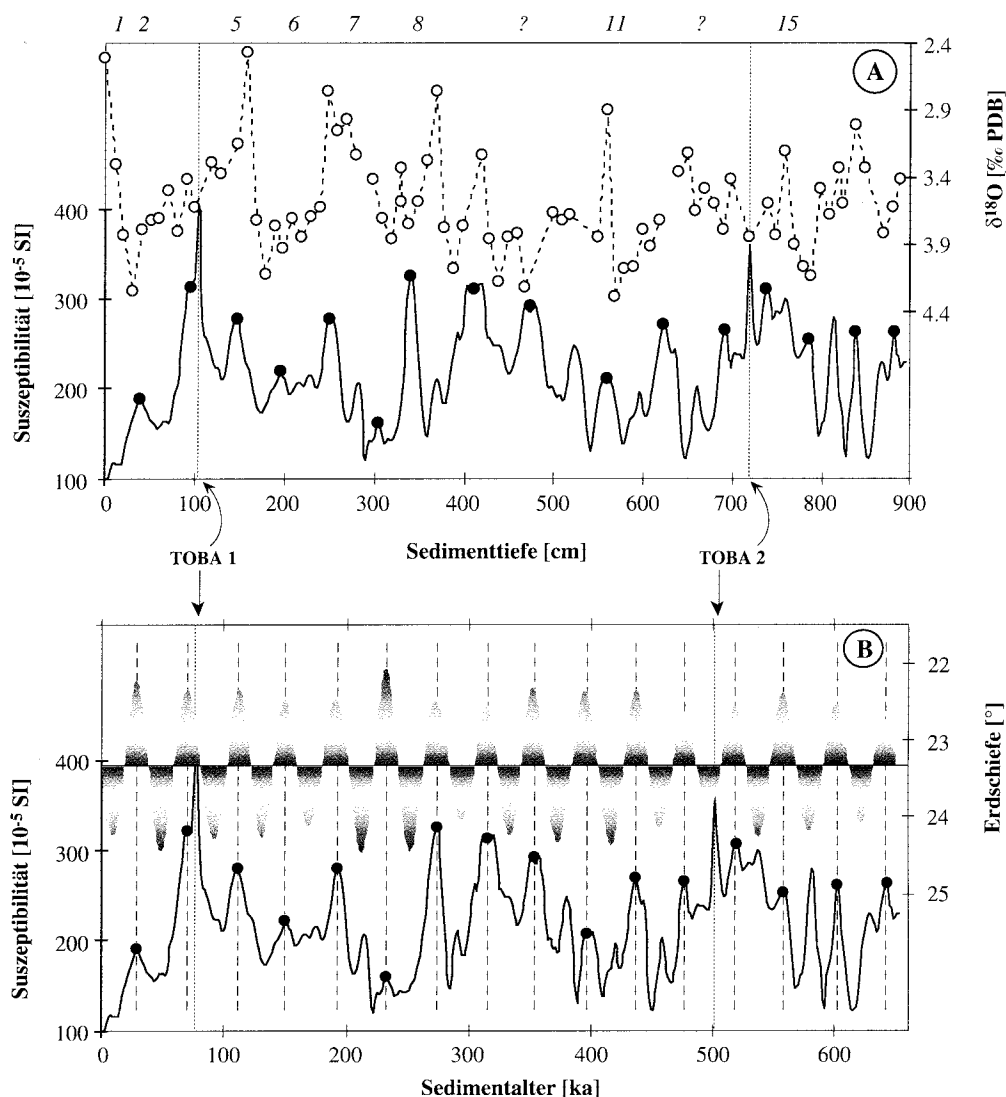 1 2 5 6 7 8 ? 11 ? 15
A
2.4
2.9
3.4
3.9
4.4
δ18O [‰ PDB]
400
300
200
100
Suszeptibilität [10-5 SI]
0 100 200 300 400 500 600 700 800 900
Sedimenttiefe [cm]
TOBA 1
TOBA 2
B
22
23
24
25
Erdschiefe [°]
400
300
200
100
Suszeptibilität [10-5 SI]
0 100 200 300 400 500 600
Sedimentalter [ka]